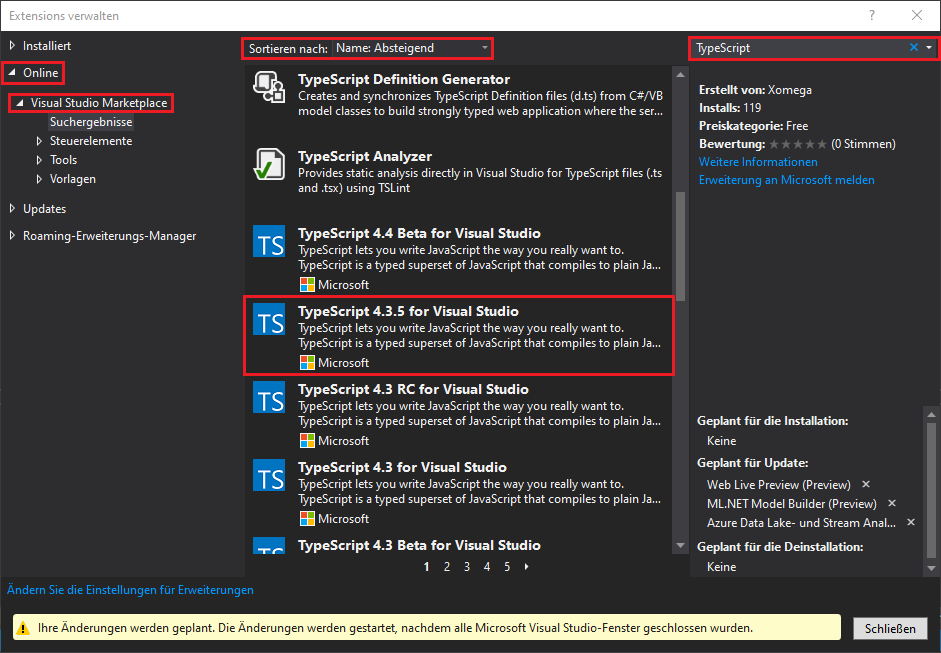 Extensions verwalten
Installiert
Online
Visual Studio Marketplace
Suchergebnisse
Steuerelemente
Tools
Vorlagen
Updates
Roaming-Erweiterungs-Manager
Sortieren nach: Name: Absteigend
TypeScript Definition Generator
Creates and synchronizes TypeScript Definition files (d.ts) from C#/VB
model classes to build strongly typed web application where the ser...
TypeScript Analyzer
Provides static analysis directly in Visual Studio for TypeScript files (.ts
and .tsx) using TSLint
TS
TypeScript 4.4 Beta for Visual Studio
TypeScript lets you write JavaScript the way you really want to.
TypeScript is a typed superset of JavaScript that compiles to plain Ja...
Microsoft
TS
TypeScript 4.3.5 for Visual Studio
TypeScript lets you write JavaScript the way you really want to.
TypeScript is a typed superset of JavaScript that compiles to plain Ja...
Microsoft
TS
TypeScript 4.3 RC for Visual Studio
TypeScript lets you write JavaScript the way you really want to.
TypeScript is a typed superset of JavaScript that compiles to plain Ja...
Microsoft
TS
TypeScript 4.3 for Visual Studio
TypeScript lets you write JavaScript the way you really want to.
TypeScript is a typed superset of JavaScript that compiles to plain Ja...
Microsoft
TS
TypeScript 4.3 Beta for Visual Studio
1 2 3 4 5
TypeScript
Erstellt von: Xomega
Installs: 119
Preiskategorie: Free
Bewertung: ★★★★★ (0 Stimmen)
Weitere Informationen
Erweiterung an Microsoft melden
Geplant für die Installation:
Keine
Geplant für Update:
Web Live Preview (Preview)
ML.NET Model Builder (Preview)
Azure Data Lake- und Stream Anal...
Geplant für die Deinstallation:
Keine
Ändern Sie die Einstellungen für Erweiterungen
Ihre Änderungen werden geplant. Die Änderungen werden gestartet, nachdem alle Microsoft Visual Studio-Fenster geschlossen wurden.
Schließen